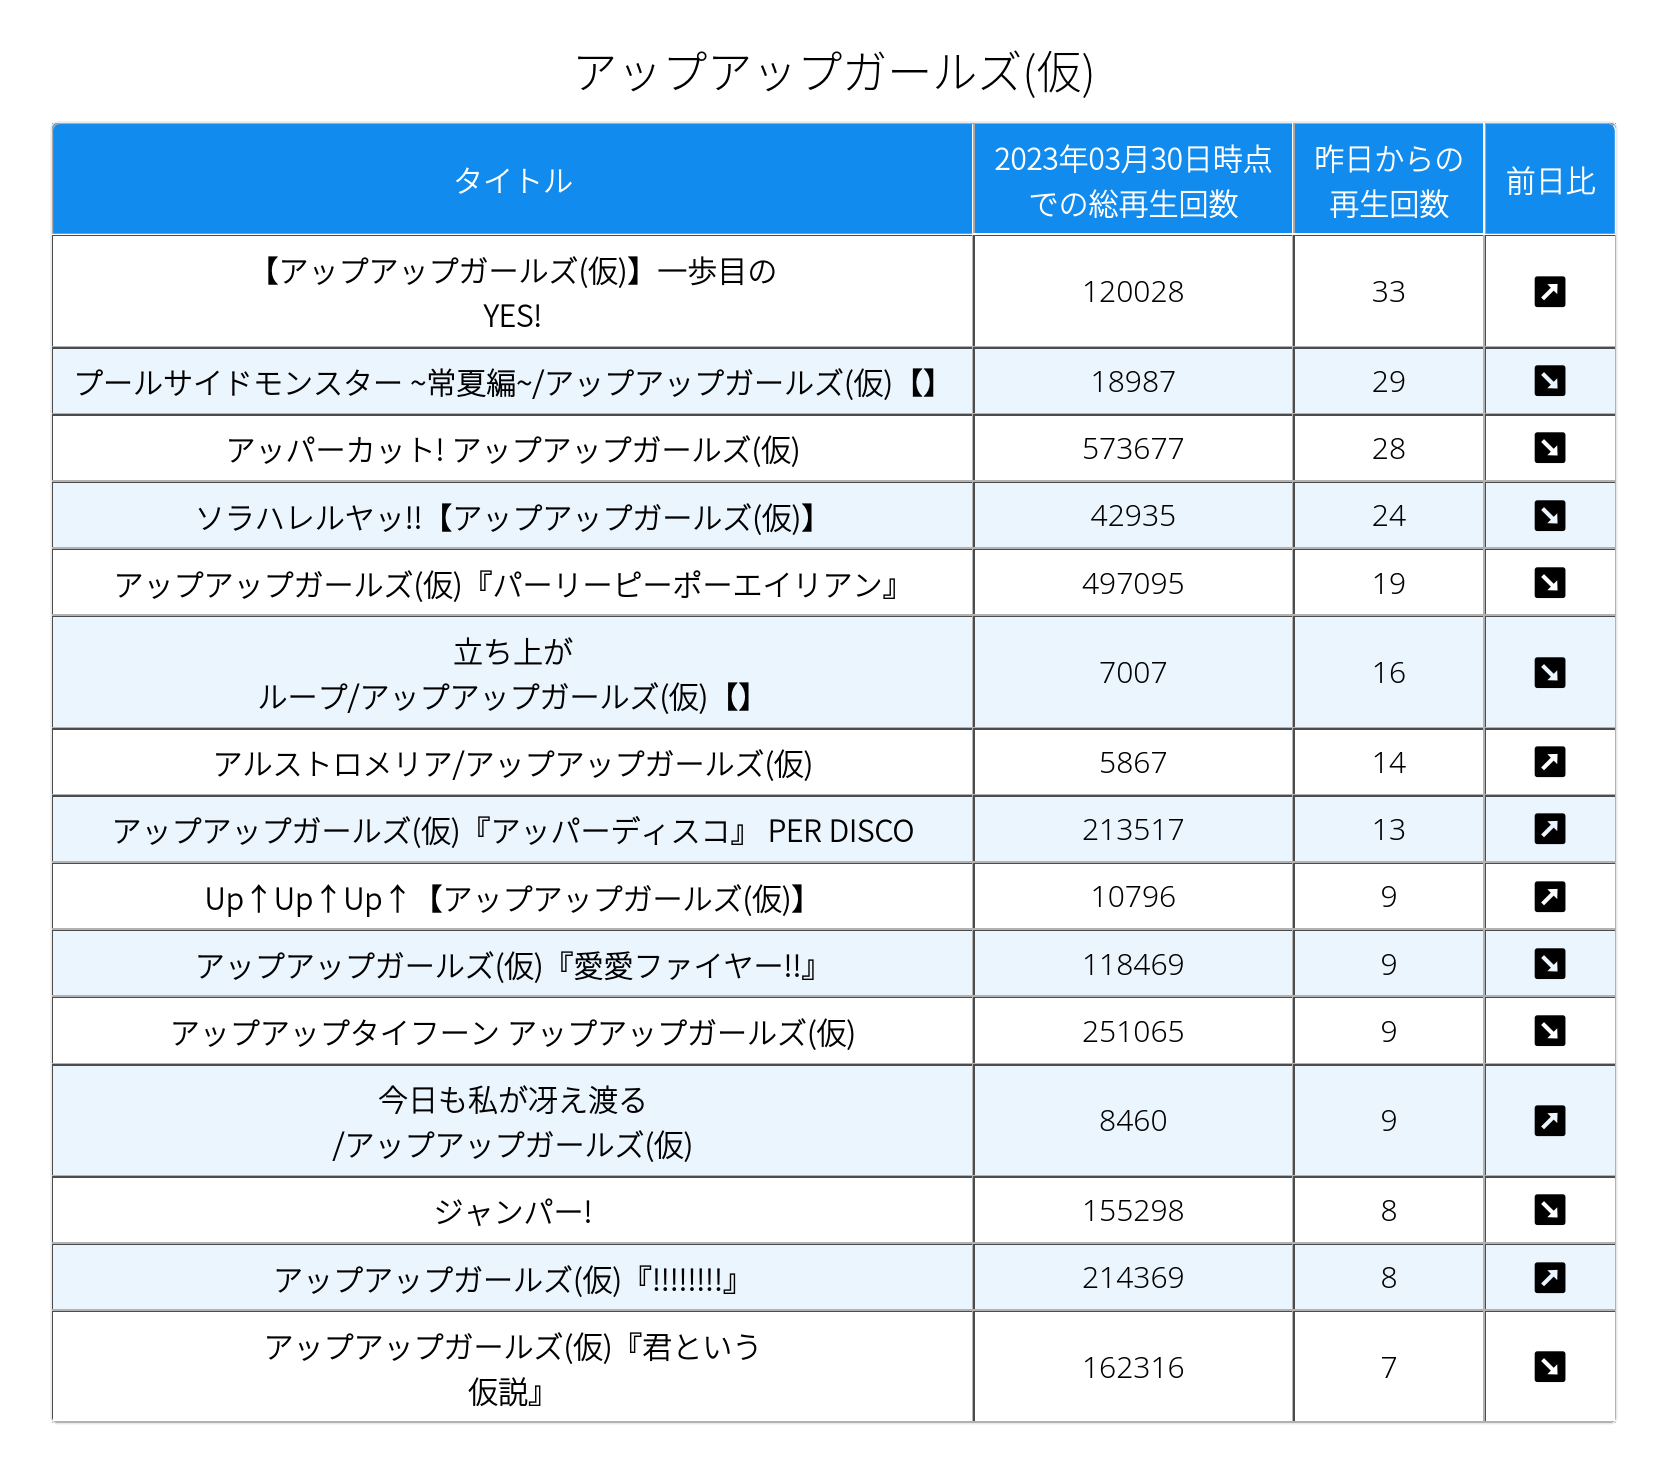 アップアップガールズ(仮)
タイトル
2023年03月30日時点
での総再生回数
昨日からの
再生回数
前日比
【アップアップガールズ(仮)】一歩目の
YES!
120028
33
プールサイドモンスター ~常夏編~/アップアップガールズ(仮)【】
18987
29
アッパーカット! アップアップガールズ(仮)
573677
28
ソラハレルヤッ!!【アップアップガールズ(仮)】
42935
24
アップアップガールズ(仮)『パーリーピーポーエイリアン』
497095
19
立ち上が
ループ/アップアップガールズ(仮)【】
7007
16
アルストロメリア/アップアップガールズ(仮)
5867
14
アップアップガールズ(仮)『アッパーディスコ』 PER DISCO
213517
13
Up↑Up↑Up↑【アップアップガールズ(仮)】
10796
9
アップアップガールズ(仮)『愛愛ファイヤー!!』
118469
9
アップアップタイフーン アップアップガールズ(仮)
251065
9
今日も私が冴え渡る
/アップアップガールズ(仮)
8460
9
ジャンパー!
155298
8
アップアップガールズ(仮)『!!!!!!!!』
214369
8
アップアップガールズ(仮)『君という
仮説』
162316
7